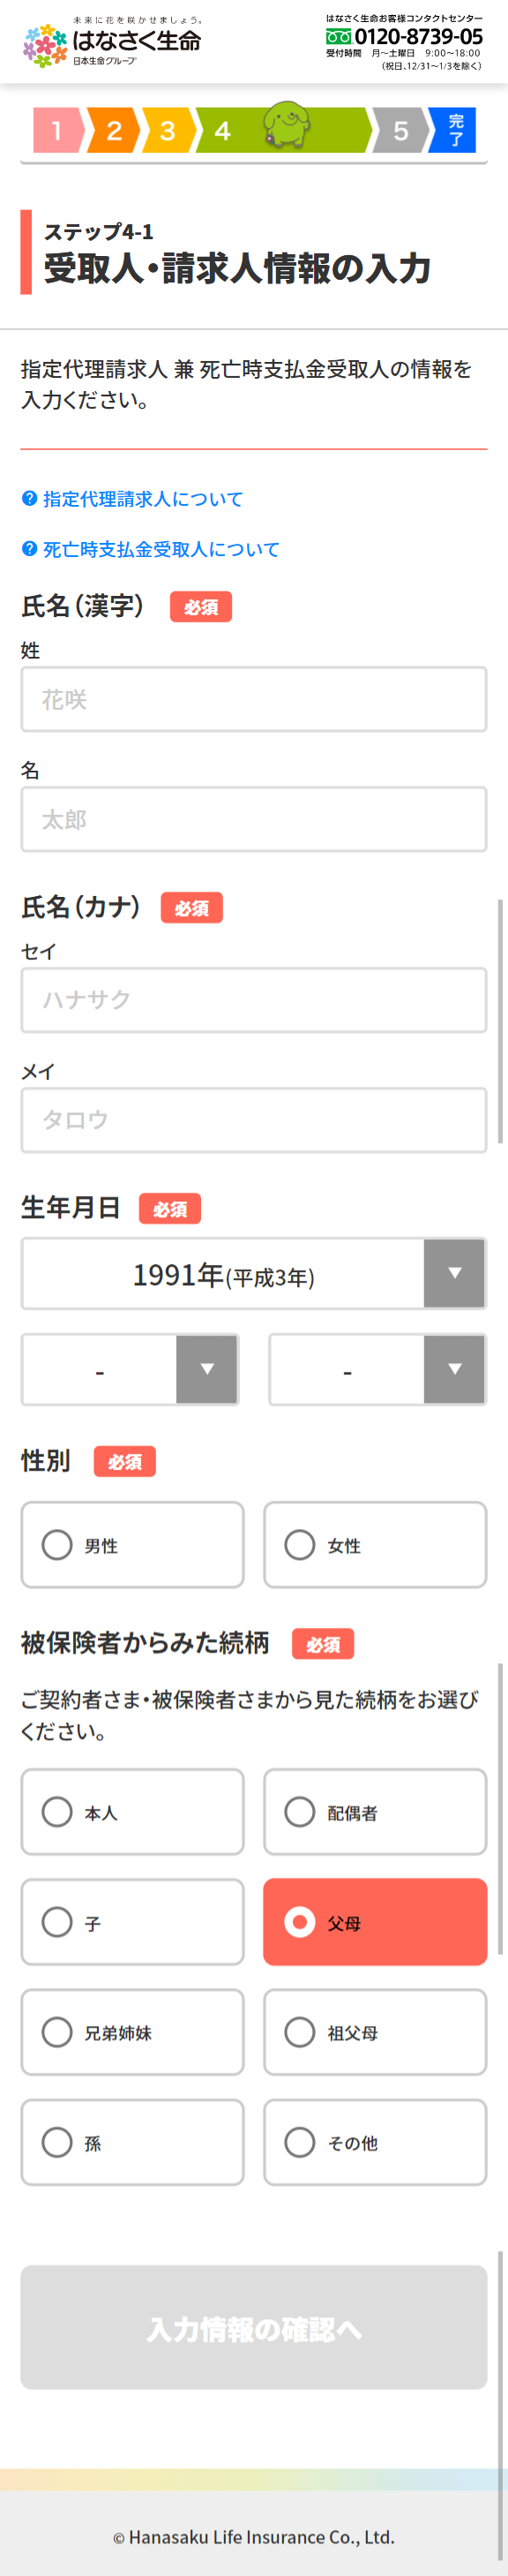 未来に花を咲かせましょう。
はなさく生命
日本生命グループ
はなさく生命お客様コンタクトセンター
0120-8739-05
受付時間 月～土曜日 9:00～18:00
(祝日、12/31～1/3を除く)
1 2 3 4 5 完了
ステップ4-1
受取人・請求人情報の入力
指定代理請求人 兼 死亡時支払金受取人の情報を
入力ください。
? 指定代理請求人について
? 死亡時支払金受取人について
氏名(漢字) 必須
姓
花咲
名
太郎
氏名(カナ) 必須
セイ
ハナサク
メイ
タロウ
生年月日 必須
1991年(平成3年) ▼
- ▼ - ▼
性別 必須
男性 女性
被保険者からみた続柄 必須
ご契約者さま・被保険者さまから見た続柄をお選び
ください。
本人 配偶者
子 父母
兄弟姉妹 祖父母
孫 その他
入力情報の確認へ
© Hanasaku Life Insurance Co., Ltd.